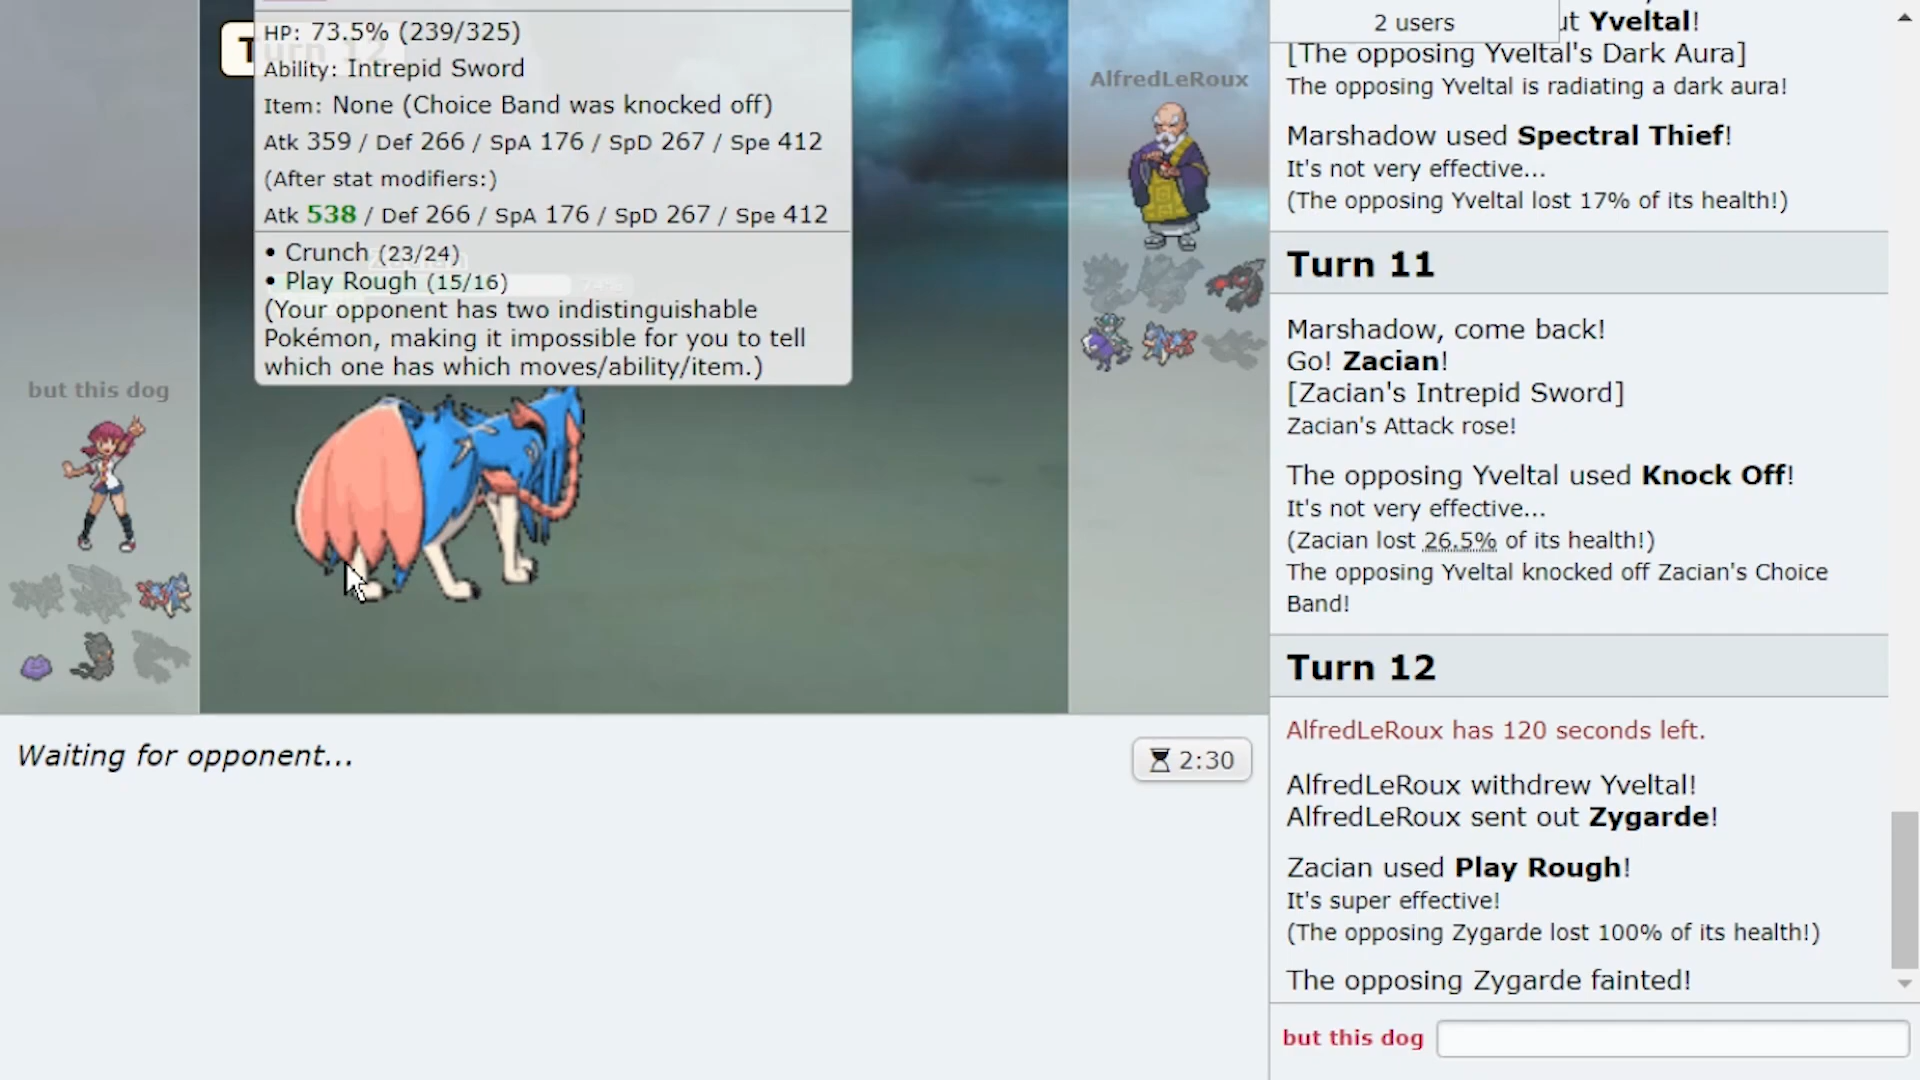 Turn 12
HP: 73.5% (239/325)
Ability: Intrepid Sword
Item: None (Choice Band was knocked off)
Atk 359 / Def 266 / SpA 176 / SpD 267 / Spe 412
(After stat modifiers:)
Atk 538 / Def 266 / SpA 176 / SpD 267 / Spe 412
• Crunch (23/24)
• Play Rough (15/16)
74%
(Your opponent has two indistinguishable
Pokémon, making it impossible for you to tell
which one has which moves/ability/item.)
but this dog
AlfredLeRoux
Waiting for opponent...
2:30
2 users
ut Yveltal!
[The opposing Yveltal's Dark Aura]
The opposing Yveltal is radiating a dark aura!
Marshadow used Spectral Thief!
It's not very effective...
(The opposing Yveltal lost 17% of its health!)
Turn 11
Marshadow, come back!
Go! Zacian!
[Zacian's Intrepid Sword]
Zacian's Attack rose!
The opposing Yveltal used Knock Off!
It's not very effective...
(Zacian lost 26.5% of its health!)
The opposing Yveltal knocked off Zacian's Choice
Band!
Turn 12
AlfredLeRoux has 120 seconds left.
AlfredLeRoux withdrew Yveltal!
AlfredLeRoux sent out Zygarde!
Zacian used Play Rough!
It's super effective!
(The opposing Zygarde lost 100% of its health!)
The opposing Zygarde fainted!
but this dog